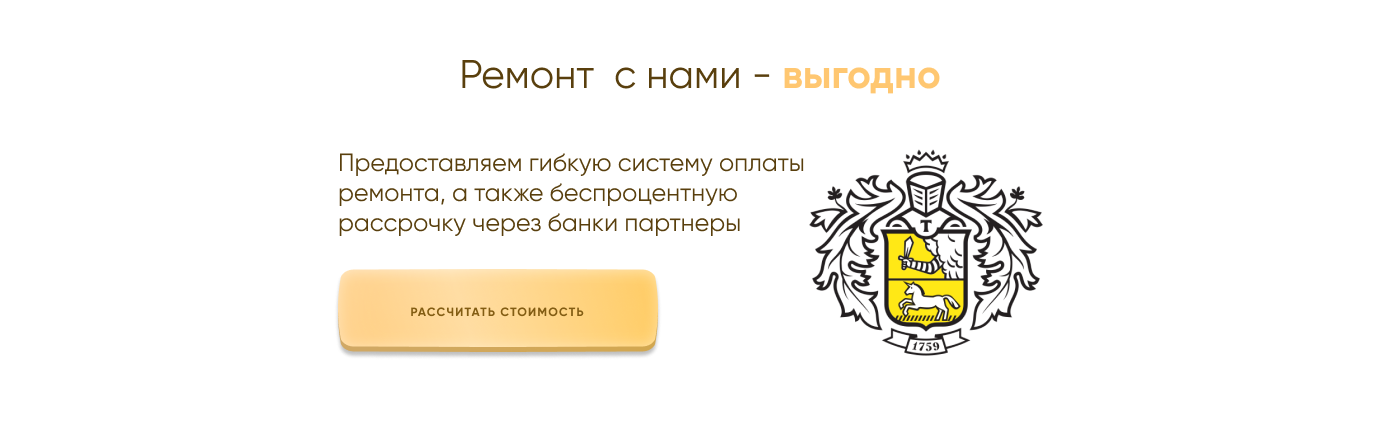 Ремонт с нами - выгодно
Предоставляем гибкую систему оплаты
ремонта, а также беспроцентную
рассрочку через банки партнеры
РАССЧИТАТЬ СТОИМОСТЬ
Т
1759